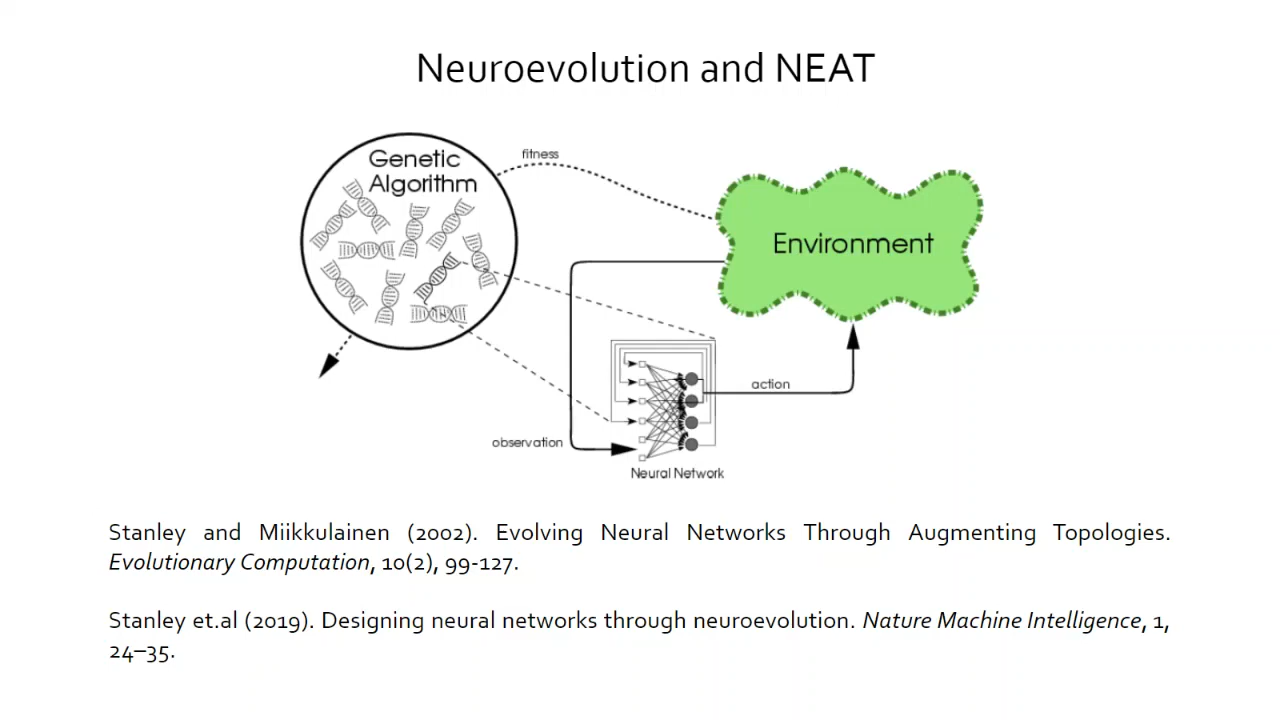 Neuroevolution and NEAT
Genetic
Algorithm
fitness
Environment
action
observation
Neural Network
Stanley and Miikkulainen (2002). Evolving Neural Networks Through Augmenting Topologies.
Evolutionary Computation, 10(2), 99-127.
Stanley et.al (2019). Designing neural networks through neuroevolution. Nature Machine Intelligence, 1,
24–35.